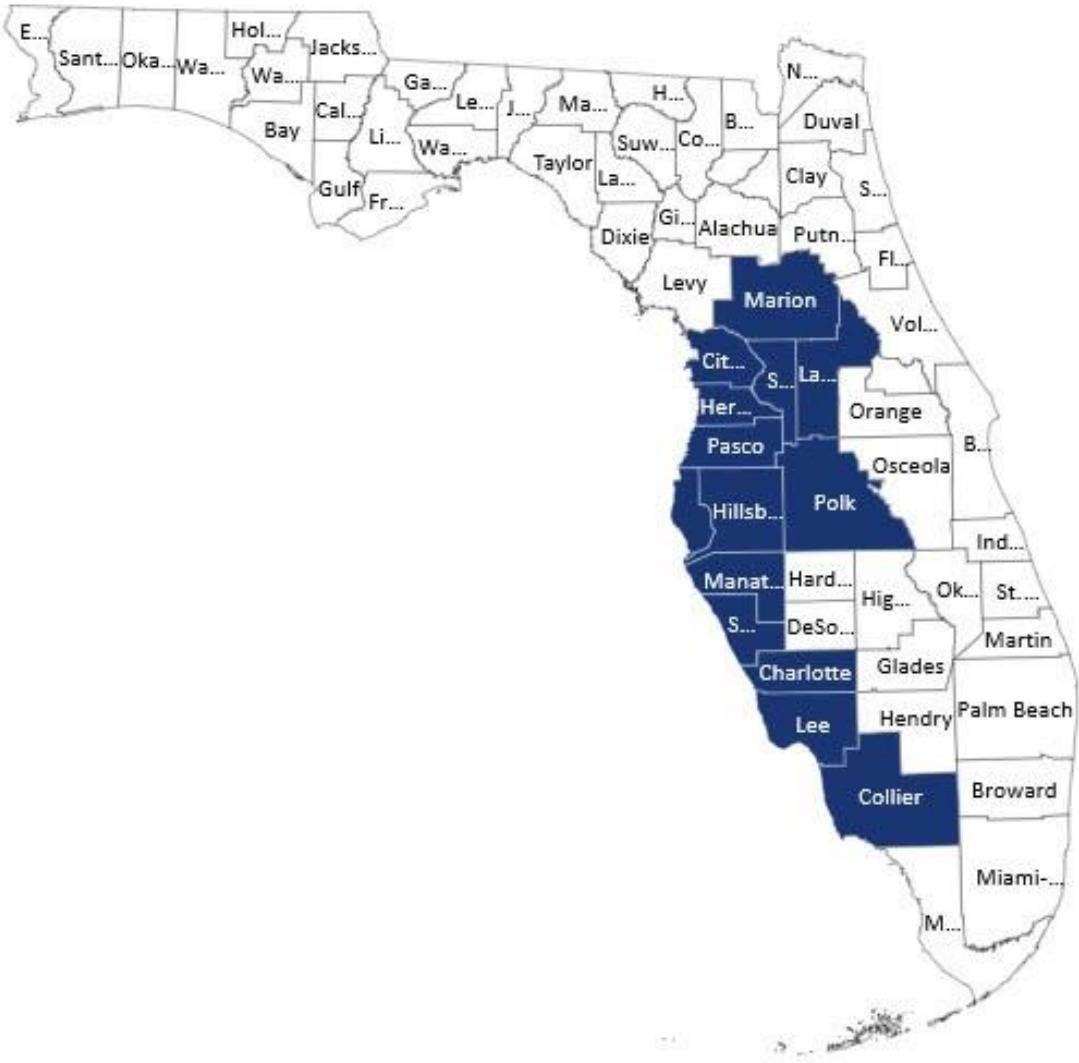 E...
Sant...
Oka...
Wa...
Hol...
Wa...
Jacks...
Bay
Cal...
Gulf
Li...
Fr...
Ga...
Le...
Wa...
J...
Ma...
Taylor
La...
Dixie
H...
Suw...
Co...
B...
Gi...
Alachua
Levy
N...
Duval
Clay
S...
Putn...
Fl...
Marion
Vol...
Cit...
S...
La...
Her...
Orange
Pasco
B...
Osceola
Hillsb...
Polk
Ind...
Manat...
Hard...
Hig...
Ok...
St....
S...
DeSo...
Martin
Charlotte
Glades
Lee
Hendry
Palm Beach
Collier
Broward
Miami-...
M...